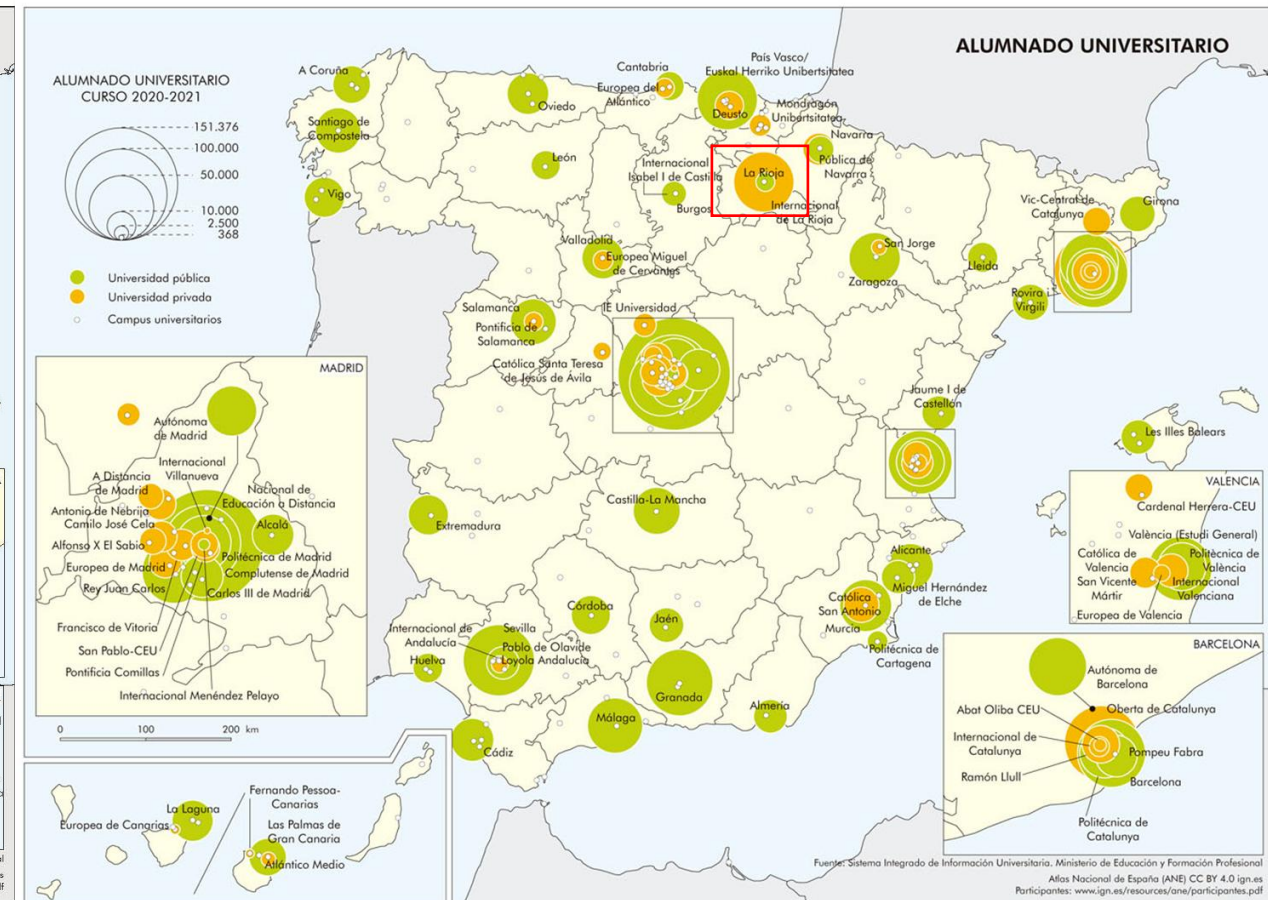 ALUMNADO UNIVERSITARIO
ALUMNADO UNIVERSITARIO
CURSO 2020-2021
151.376
100.000
50.000
10.000
2.500
368
Universidad pública
Universidad privada
Campus universitarios
A Coruña
Santiago de
Compostela
Vigo
Oviedo
León
Cantabria
Europea del
Atlántico
País Vasco/
Euskal Herriko Unibertsitatea
Deusto
Mondragón
Unibertsitatea
Navarra
Pública de
Navarra
Internacional
Isabel I de Castilla
Burgos
La Rioja
Internacional
de La Rioja
Vic-Central de
Catalunya
Girona
Valladolid
Europea Miguel
de Cervantes
San Jorge
Zaragoza
Lleida
Rovira i
Virgili
Salamanca
Pontificia de
Salamanca
IE Universidad
Católica Santa Teresa
de Jesús de Ávila
Jaume I de
Castellón
Les Illes Balears
Castilla-La Mancha
Extremadura
Alicante
Miguel Hernández
de Elche
Católica
San Antonio
Murcia
Politécnica de
Cartagena
Córdoba
Jaén
Internacional de
Andalucía
Sevilla
Pablo de Olavide
Loyola Andalucía
Huelva
Granada
Almería
Málaga
Cádiz
MADRID
Autónoma
de Madrid
Internacional
Villanueva
A Distancia
de Madrid
Nacional de
Educación a Distancia
Antonio de Nebrija
Camilo José Cela
Alcalá
Alfonso X El Sabio
Politécnica de Madrid
Europea de Madrid
Complutense de Madrid
Rey Juan Carlos
Carlos III de Madrid
Francisco de Vitoria
San Pablo-CEU
Pontificia Comillas
Internacional Menéndez Pelayo
0 100 200 km
VALENCIA
Cardenal Herrera-CEU
València (Estudi General)
Católica de
Valencia
San Vicente
Mártir
Politècnica de
València
Internacional
Valenciana
Europea de Valencia
BARCELONA
Autónoma de
Barcelona
Abat Oliba CEU
Oberta de Catalunya
Internacional de
Catalunya
Pompeu Fabra
Ramón Llull
Barcelona
Politécnica de
Catalunya
La Laguna
Europea de Canarias
Fernando Pessoa-
Canarias
Las Palmas de
Gran Canaria
Atlántico Medio
Fuente: Sistema Integrado de Información Universitaria. Ministerio de Educación y Formación Profesional
Atlas Nacional de España (ANE) CC BY 4.0 ign.es
Participantes: www.ign.es/resources/ane/participantes.pdf